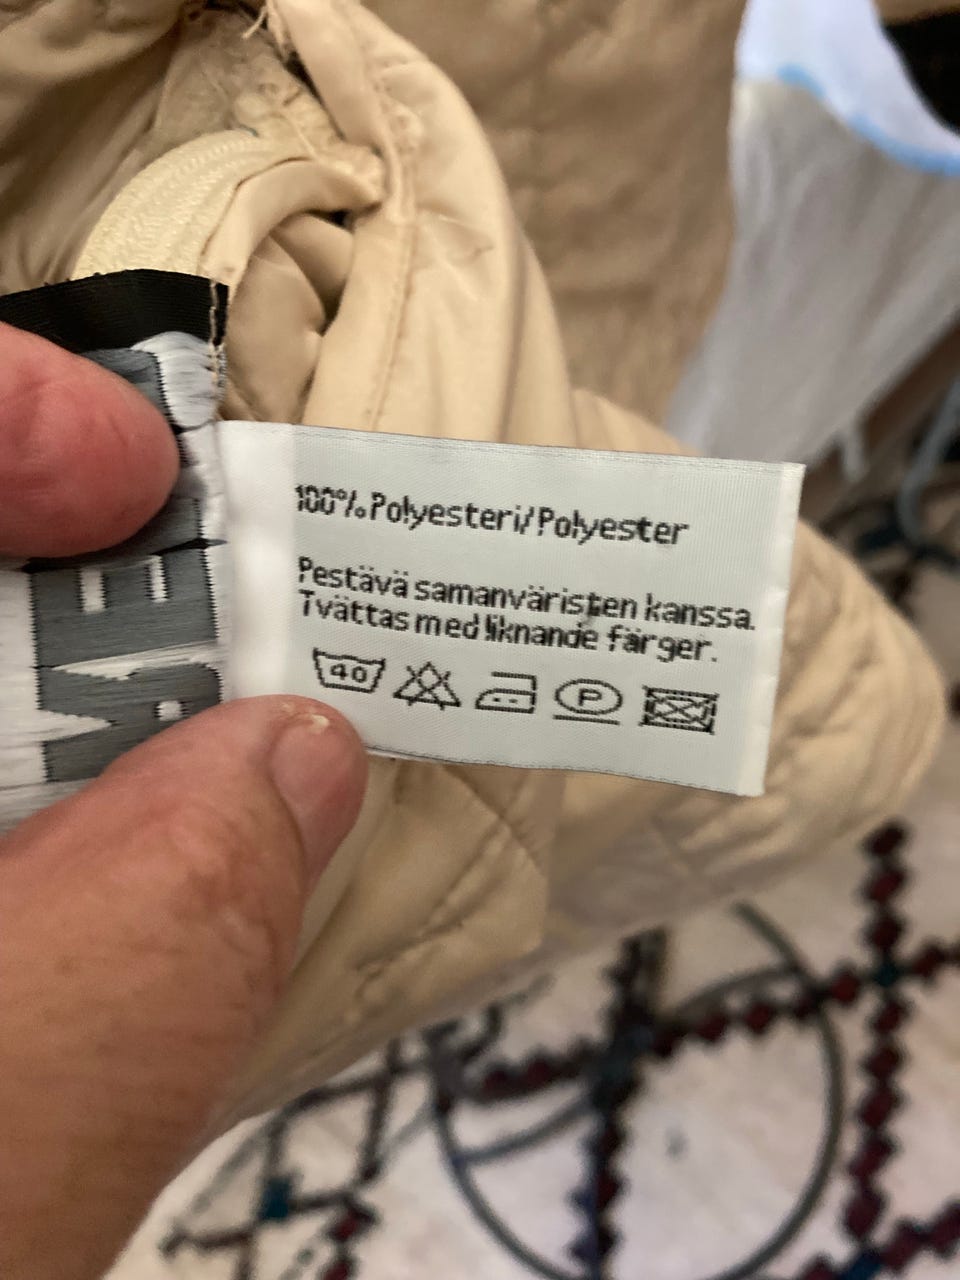 100% Polyesteri/Polyester
Pestävä samanväristen kanssa.
Tvättas med liknande färger.
40
P